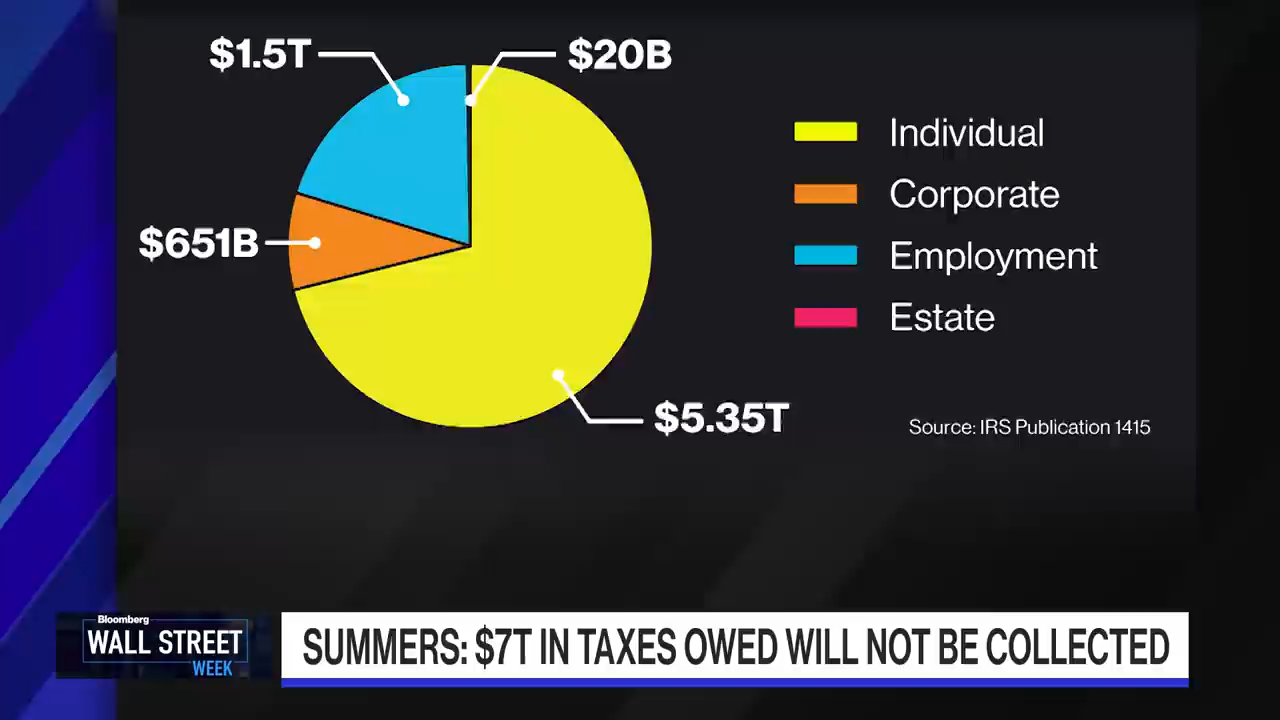 $1.5T
$20B
$651B
$5.35T
Individual
Corporate
Employment
Estate
Source: IRS Publication 1415
Bloomberg
WALL STREET
WEEK
SUMMERS: $7T IN TAXES OWED WILL NOT BE COLLECTED